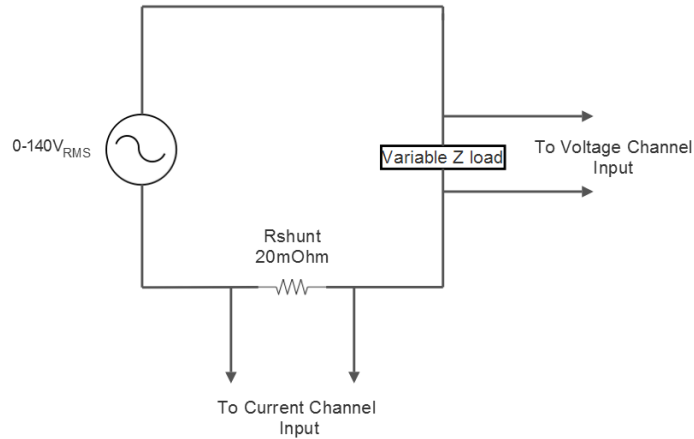 0-140VRMS
Variable Z load
To Voltage Channel
Input
Rshunt
20mOhm
To Current Channel
Input